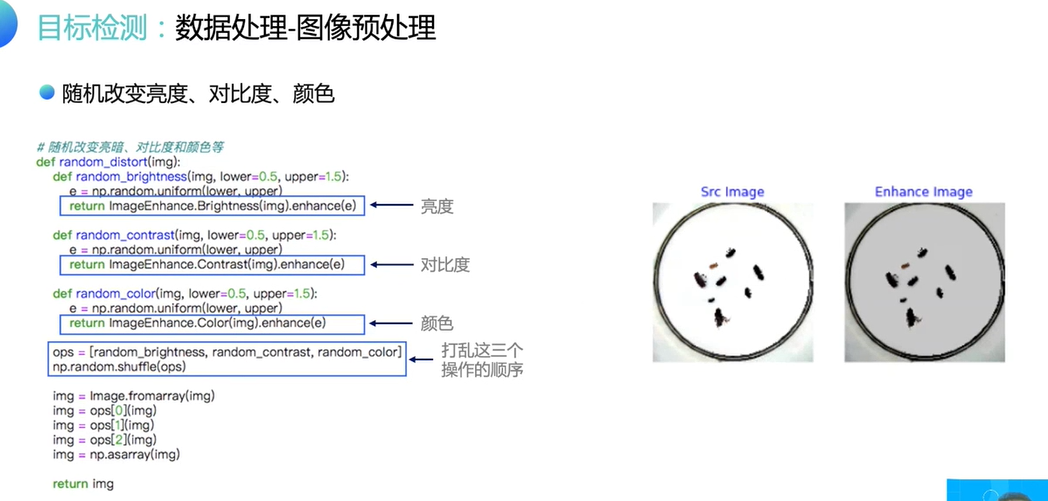 目标检测：数据处理-图像预处理
随机改变亮度、对比度、颜色
# 随机改变亮暗、对比度和颜色等
def random_distort(img):
def random_brightness(img, lower=0.5, upper=1.5):
e = np.random.uniform(lower, upper)
return ImageEnhance.Brightness(img).enhance(e)
亮度
def random_contrast(img, lower=0.5, upper=1.5):
e = np.random.uniform(lower, upper)
return ImageEnhance.Contrast(img).enhance(e)
对比度
def random_color(img, lower=0.5, upper=1.5):
e = np.random.uniform(lower, upper)
return ImageEnhance.Color(img).enhance(e)
颜色
ops = [random_brightness, random_contrast, random_color]
np.random.shuffle(ops)
打乱这三个
操作的顺序
img = Image.fromarray(img)
img = ops[0](img)
img = ops[1](img)
img = ops[2](img)
img = np.asarray(img)
return img
Src Image
Enhance Image